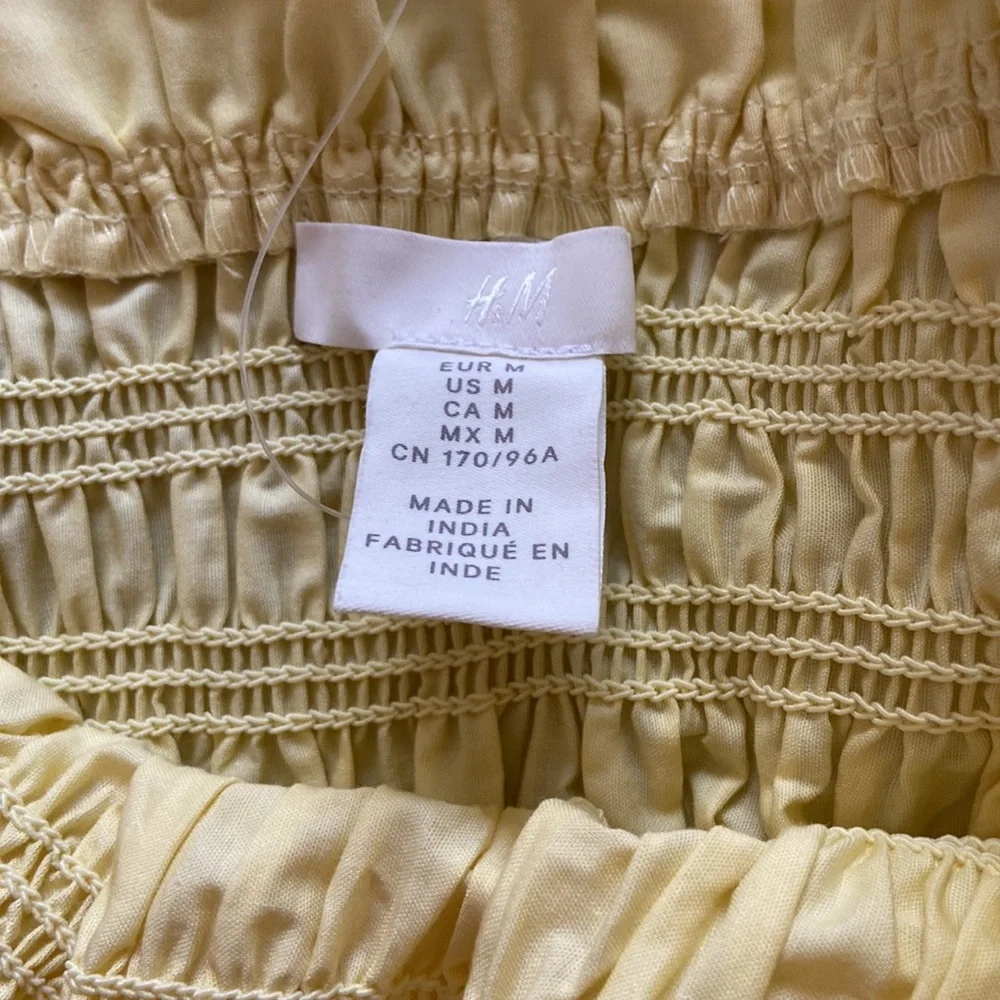 H&M
EUR M
US M
CA M
MX M
CN 170/96A
MADE IN
INDIA
FABRIQUÉ EN
INDE